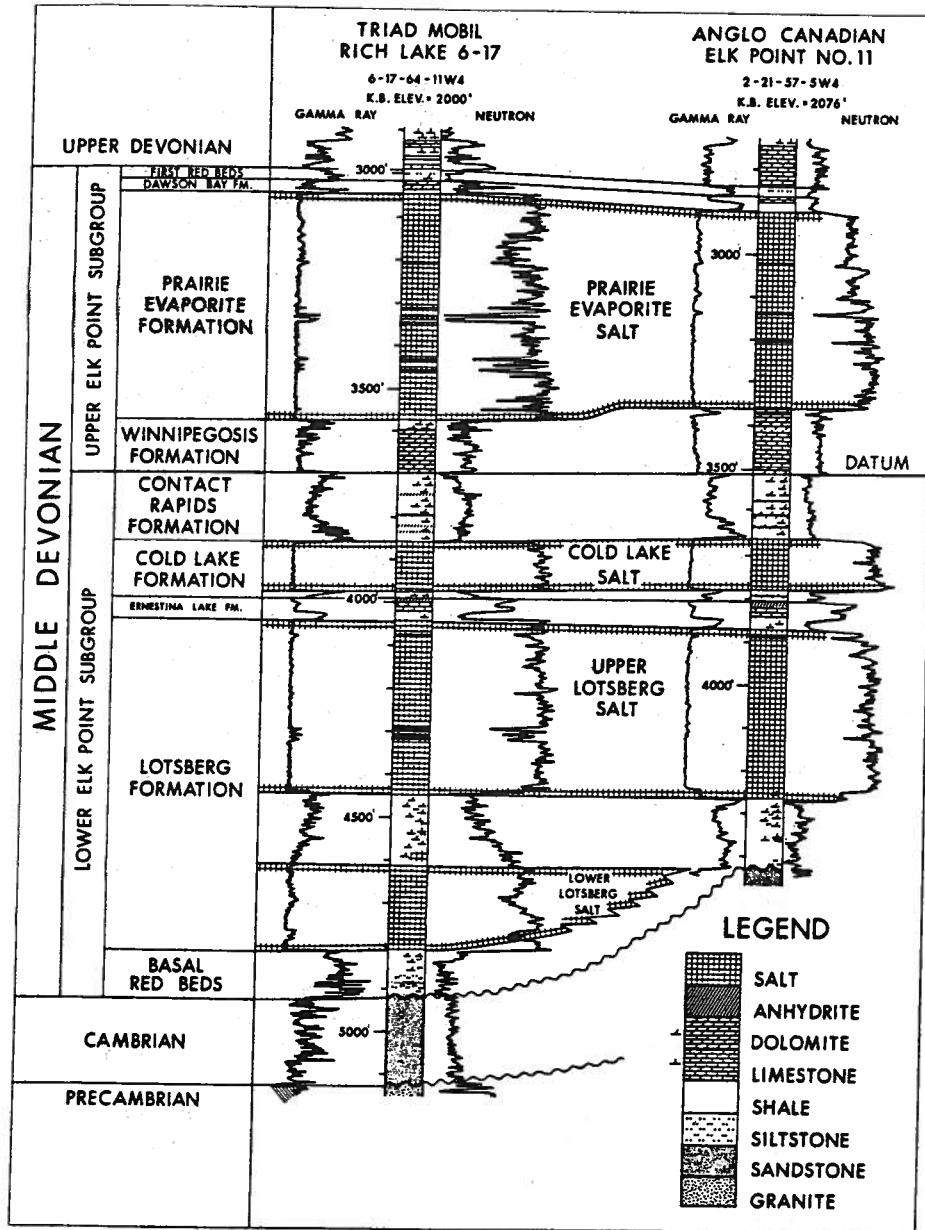 TRIAD MOBIL
RICH LAKE 6-17
6-17-64-11W4
K.B. ELEV. = 2000'
GAMMA RAY
NEUTRON
ANGLO CANADIAN
ELK POINT NO. 11
2-21-57-5W4
K.B. ELEV. = 2076'
GAMMA RAY
NEUTRON
UPPER DEVONIAN
MIDDLE DEVONIAN
UPPER ELK POINT SUBGROUP
LOWER ELK POINT SUBGROUP
FIRST RED BEDS
DAWSON BAY FM.
PRAIRIE
EVAPORITE
FORMATION
WINNIPEGOSIS
FORMATION
CONTACT
RAPIDS
FORMATION
COLD LAKE
FORMATION
ERNESTINA LAKE FM.
LOTSBERG
FORMATION
BASAL
RED BEDS
CAMBRIAN
PRECAMBRIAN
3000'
3500'
4000'
4500'
5000'
PRAIRIE
EVAPORITE
SALT
COLD LAKE
SALT
UPPER
LOTSBERG
SALT
LOWER
LOTSBERG
SALT
3000'
3500'
4000'
DATUM
LEGEND
SALT
ANHYDRITE
DOLOMITE
LIMESTONE
SHALE
SILTSTONE
SANDSTONE
GRANITE